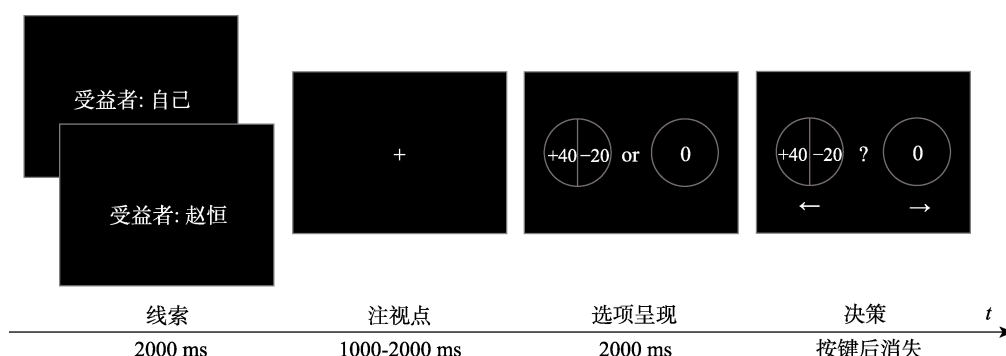 受益者: 自己
受益者: 赵恒
+
+40 −20 or 0
+40 −20 ? 0
← →
线索 注视点 选项呈现 决策 t
2000 ms 1000-2000 ms 2000 ms 按键后消失